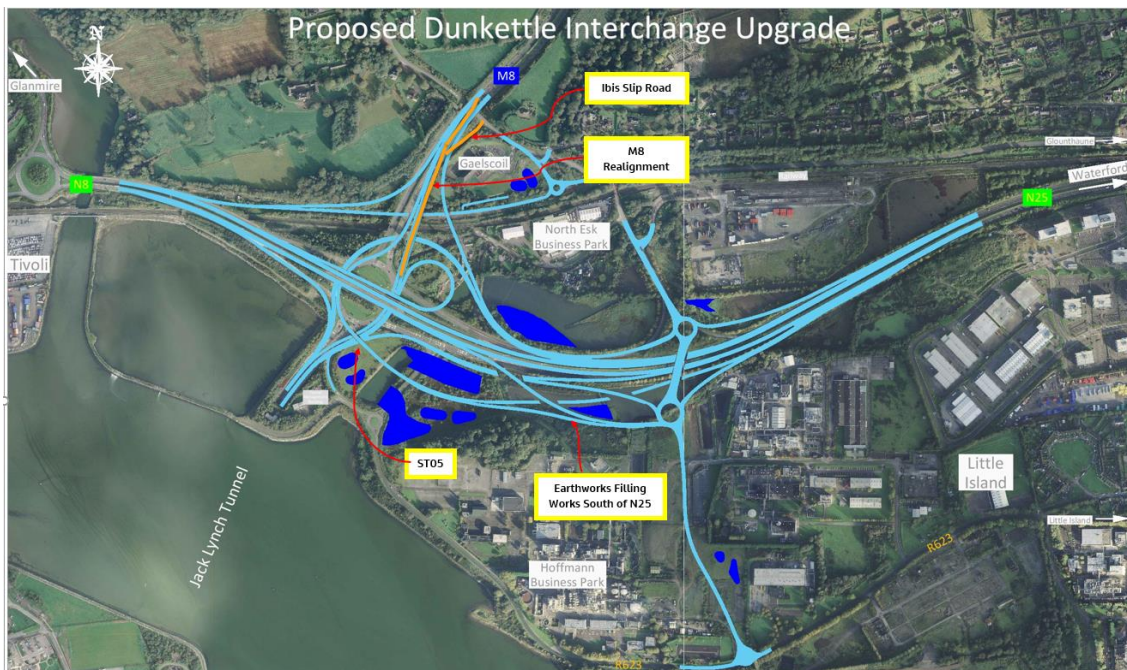 Proposed Dunkettle Interchange Upgrade
N
Glanmire
M8
Ibis Slip Road
Gaelscoil
M8
Realignment
Glounthaune
Waterford
N8
N25
North Esk
Business Park
Tivoli
ST05
Earthworks Filling
Works South of N25
Little
Island
Little Island
Jack Lynch Tunnel
Hoffmann
Business Park
R623
R623